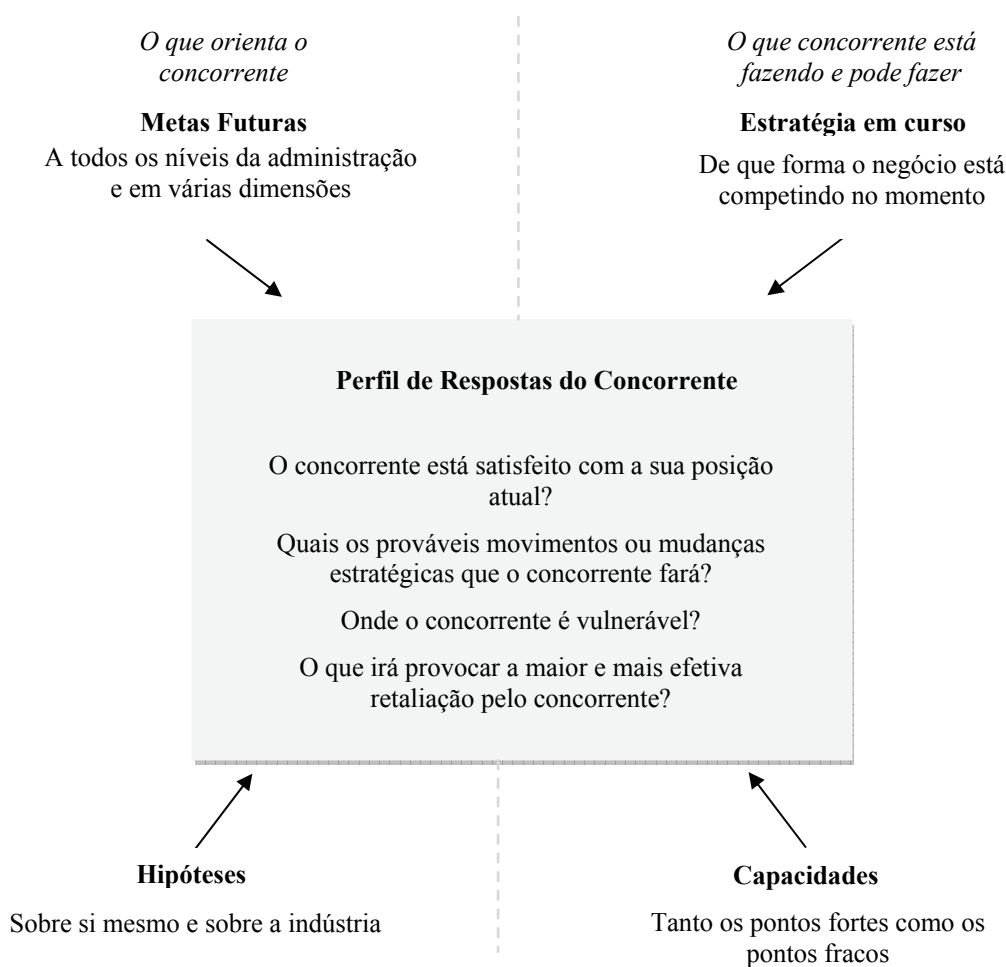 O que orienta o
concorrente
Metas Futuras
A todos os níveis da administração
e em várias dimensões
O que concorrente está
fazendo e pode fazer
Estratégia em curso
De que forma o negócio está
competindo no momento
Perfil de Respostas do Concorrente
O concorrente está satisfeito com a sua posição
atual?
Quais os prováveis movimentos ou mudanças
estratégicas que o concorrente fará?
Onde o concorrente é vulnerável?
O que irá provocar a maior e mais efetiva
retaliação pelo concorrente?
Hipóteses
Sobre si mesmo e sobre a indústria
Capacidades
Tanto os pontos fortes como os
pontos fracos